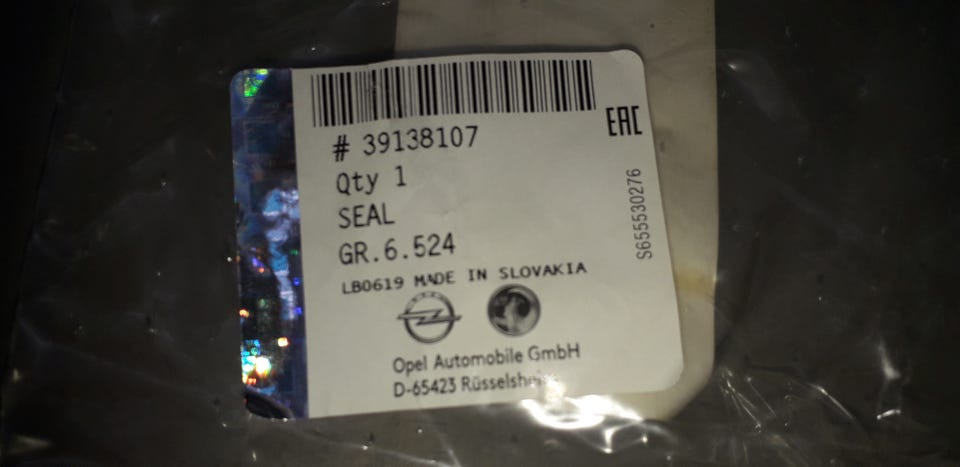 # 39138107
EAC
Qty 1
SEAL
GR.6.524
S655530276
LB0619 MADE IN SLOVAKIA
Opel Automobile GmbH
D-65423